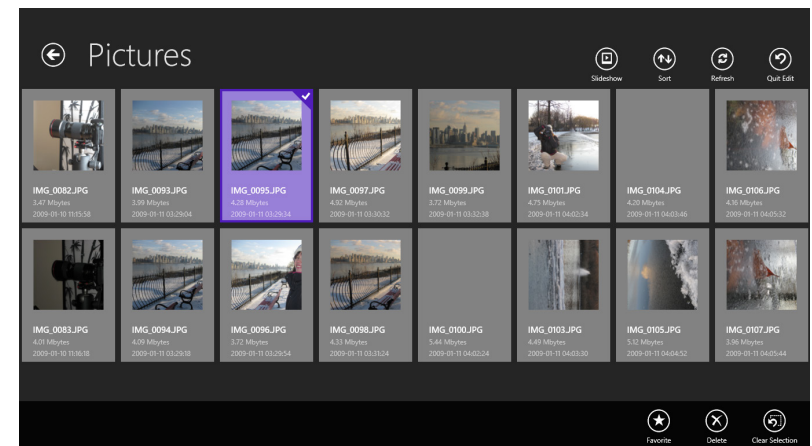 Pictures
Slideshow
Sort
Refresh
Quit Edit
IMG_0082.JPG
3.47 Mbytes
2009-01-10 11:15:58
IMG_0093.JPG
3.99 Mbytes
2009-01-11 03:29:04
IMG_0095.JPG
4.28 Mbytes
2009-01-11 03:29:34
IMG_0097.JPG
4.92 Mbytes
2009-01-11 03:30:32
IMG_0099.JPG
3.72 Mbytes
2009-01-11 03:32:38
IMG_0101.JPG
4.75 Mbytes
2009-01-11 04:02:34
IMG_0104.JPG
4.20 Mbytes
2009-01-11 04:03:46
IMG_0106.JPG
4.16 Mbytes
2009-01-11 04:05:32
IMG_0083.JPG
4.01 Mbytes
2009-01-10 11:16:18
IMG_0094.JPG
4.09 Mbytes
2009-01-11 03:29:18
IMG_0096.JPG
3.72 Mbytes
2009-01-11 03:29:54
IMG_0098.JPG
4.33 Mbytes
2009-01-11 03:31:24
IMG_0100.JPG
5.44 Mbytes
2009-01-11 04:02:24
IMG_0103.JPG
4.49 Mbytes
2009-01-11 04:03:30
IMG_0105.JPG
5.12 Mbytes
2009-01-11 04:04:52
IMG_0107.JPG
3.96 Mbytes
2009-01-11 04:05:44
Favorite
Delete
Clear Selection